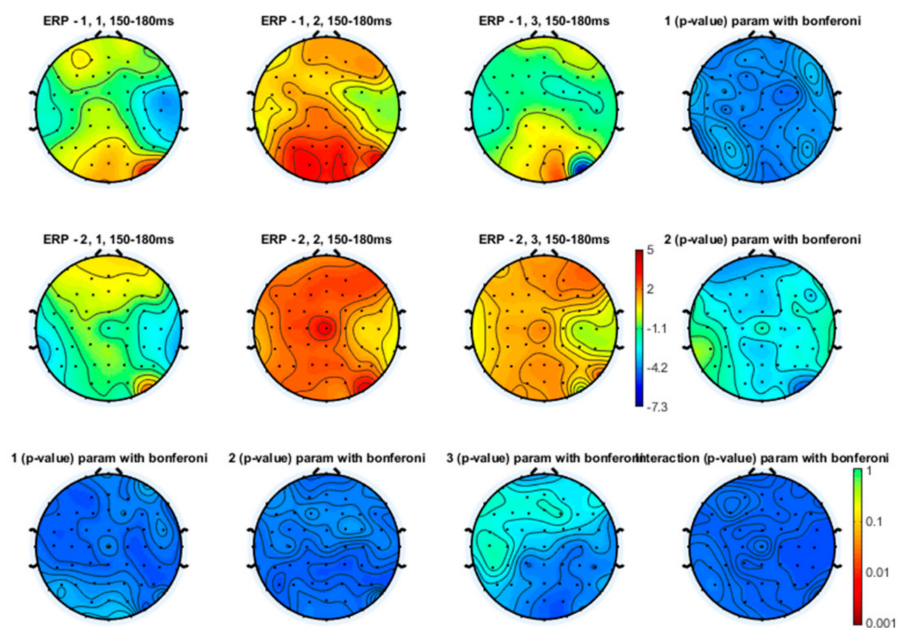 ERP - 1, 1, 150-180ms
ERP - 1, 2, 150-180ms
ERP - 1, 3, 150-180ms
1 (p-value) param with bonferoni
ERP - 2, 1, 150-180ms
ERP - 2, 2, 150-180ms
ERP - 2, 3, 150-180ms
5
2
-1.1
-4.2
-7.3
2 (p-value) param with bonferoni
1 (p-value) param with bonferoni
2 (p-value) param with bonferoni
3 (p-value) param with bonferoni
Interaction (p-value) param with bonferoni
1
0.1
0.01
0.001